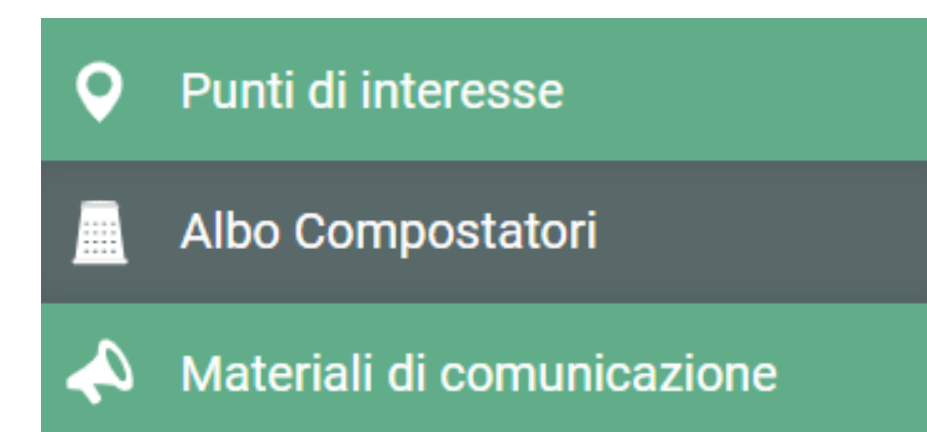 Punti di interesse
Albo Compostatori
Materiali di comunicazione